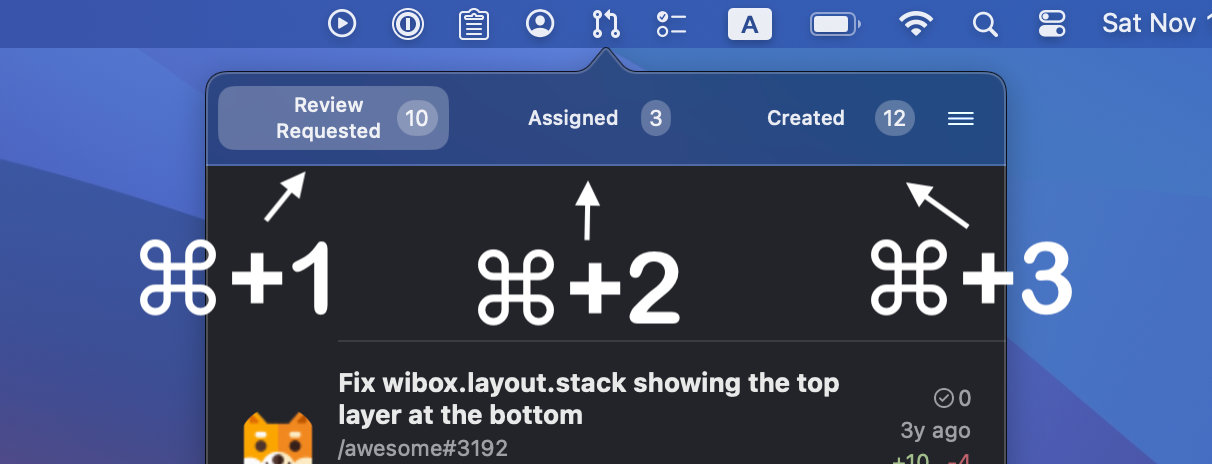 A
Sat Nov
Review
Requested
10
Assigned
3
Created
12
⌘+1
⌘+2
⌘+3
Fix wibox.layout.stack showing the top
layer at the bottom
/awesome#3192
0
3y ago
+10 -4